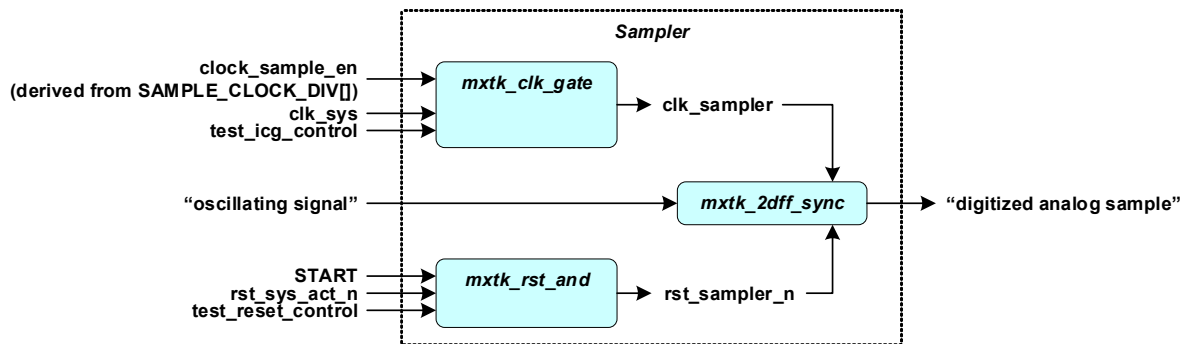 Sampler
clock_sample_en
(derived from SAMPLE_CLOCK_DIV[])
clk_sys
test_icg_control
mxtk_clk_gate
clk_sampler
“oscillating signal”
mxtk_2dff_sync
“digitized analog sample”
START
rst_sys_act_n
test_reset_control
mxtk_rst_and
rst_sampler_n